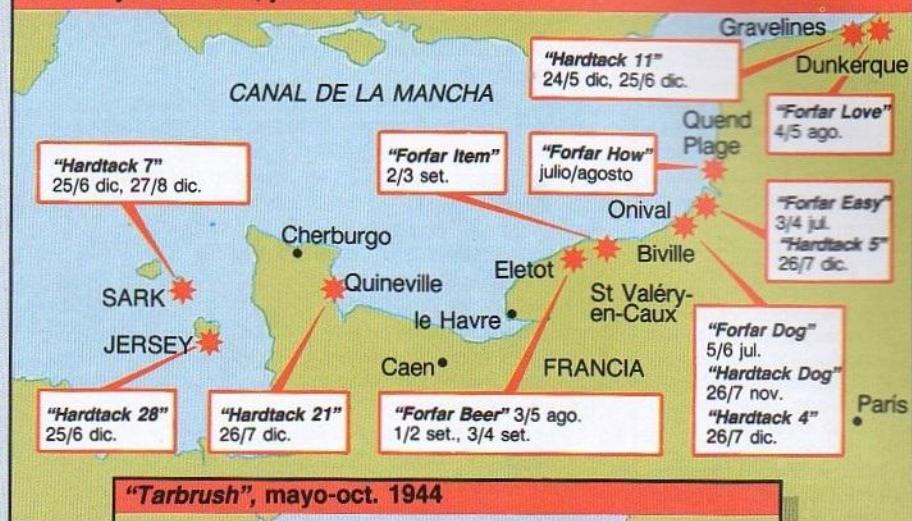 Gravelines
"Hardtack 11"
24/5 dic, 25/6 dic.
Dunkerque
CANAL DE LA MANCHA
"Forfar Love"
4/5 ago.
Quend
Plage
"Hardtack 7"
25/6 dic, 27/8 dic.
"Forfar Item"
2/3 set.
"Forfar How"
julio/agosto
"Forfar Easy"
3/4 jul.
"Hardtack 5"
26/7 dic.
Onival
Cherburgo
Biville
Eletot
Quineville
SARK
St Valéry-
en-Caux
le Havre
JERSEY
"Forfar Dog"
5/6 jul.
"Hardtack Dog"
26/7 nov.
"Hardtack 4"
26/7 dic.
Caen
FRANCIA
París
"Hardtack 28"
25/6 dic.
"Hardtack 21"
26/7 dic.
"Forfar Beer" 3/5 ago.
1/2 set., 3/4 set.
"Tarbrush", mayo-oct. 1944